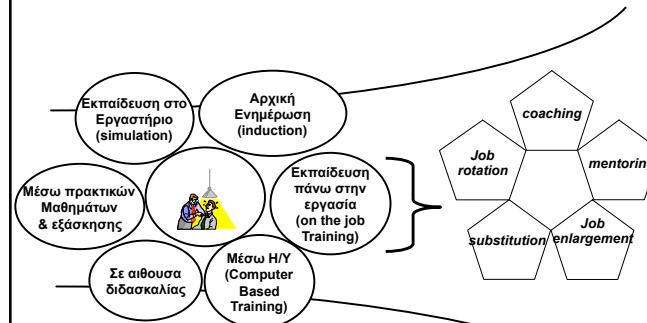 Εκπαίδευση στο
Εργαστήριο
(simulation)
Αρχική
Ενημέρωση
(induction)
Μέσω πρακτικών
Μαθημάτων
& εξάσκησης
Εκπαίδευση
πάνω στην
εργασία
(on the job
Training)
Σε αιθουσα
διδασκαλίας
Μέσω Η/Υ
(Computer
Based
Training)
coaching
Job
rotation
mentoring
substitution
Job
enlargement